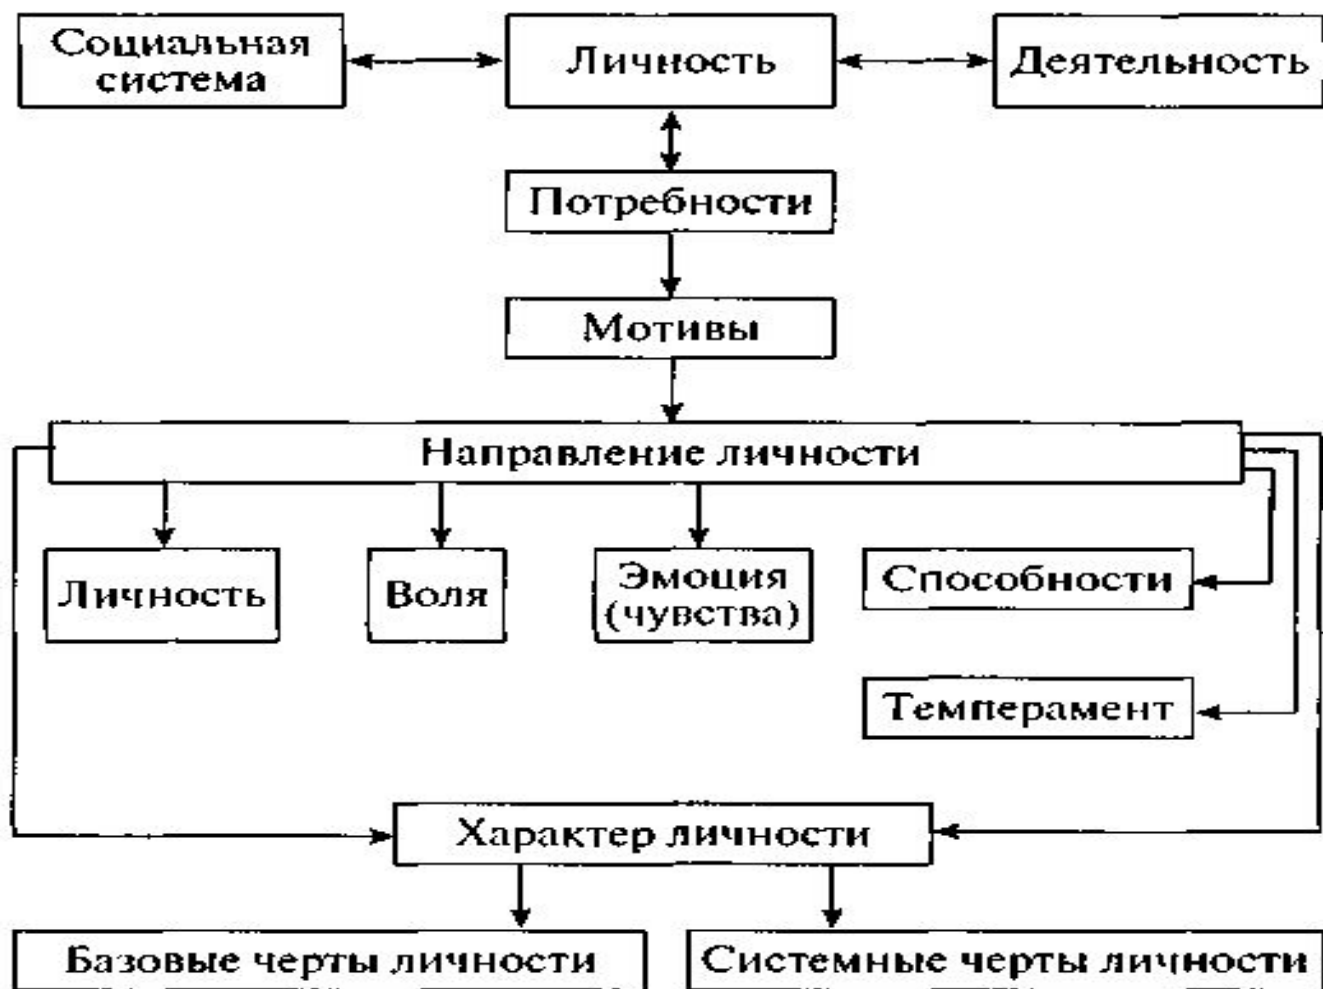 Социальная
система
Личность
Деятельность
Потребности
Мотивы
Направление личности
Личность
Воля
Эмоция
(чувства)
Способности
Темперамент
Характер личности
Базовые черты личности
Системные черты личности